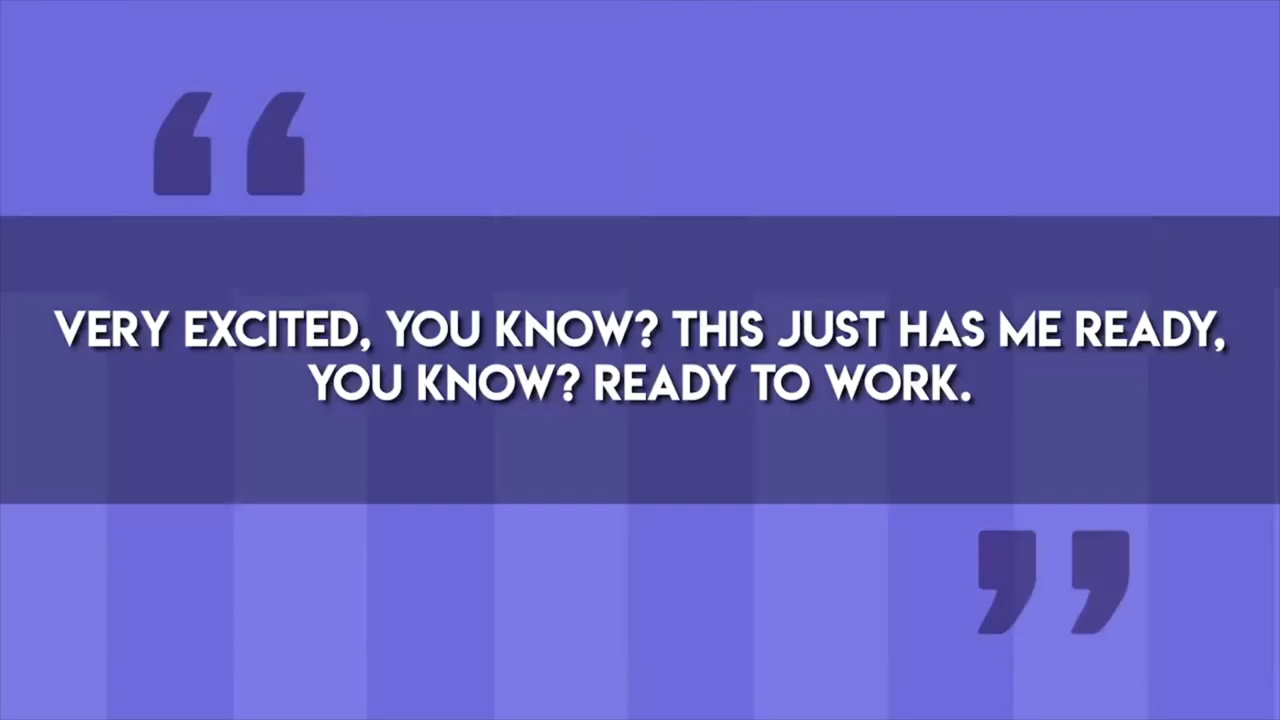 VERY EXCITED, YOU KNOW? THIS JUST HAS ME READY,
YOU KNOW? READY TO WORK.